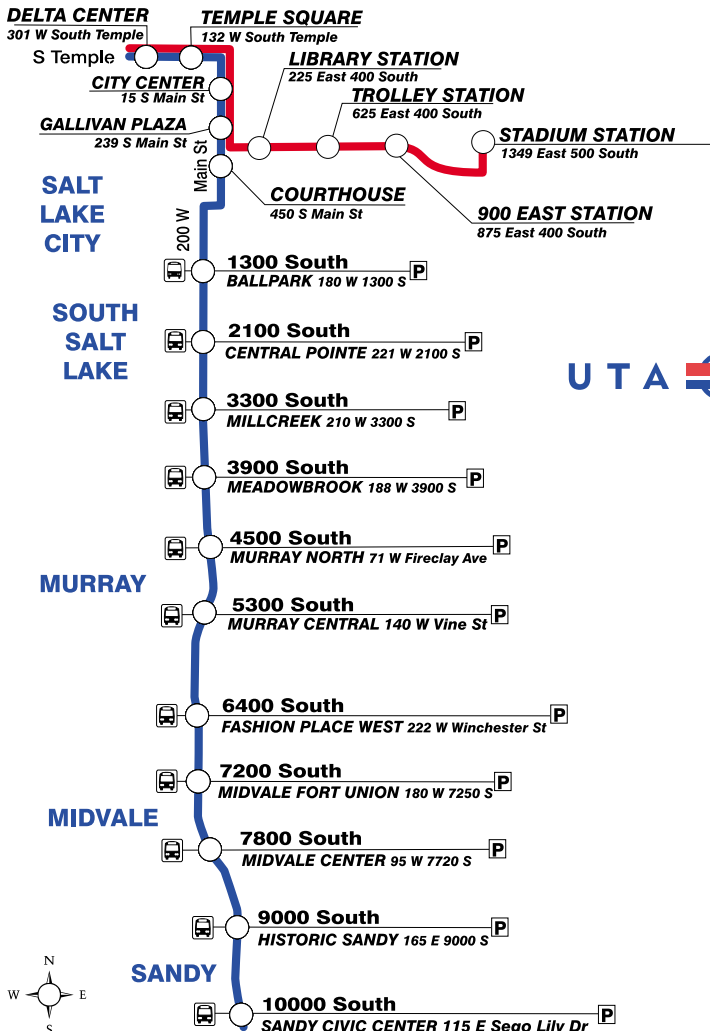 DELTA CENTER
301 W South Temple
TEMPLE SQUARE
132 W South Temple
S Temple
LIBRARY STATION
225 East 400 South
CITY CENTER
15 S Main St
TROLLEY STATION
625 East 400 South
GALLIVAN PLAZA
239 S Main St
STADIUM STATION
1349 East 500 South
Main St
SALT
LAKE
CITY
COURTHOUSE
450 S Main St
900 EAST STATION
875 East 400 South
200 W
1300 South
BALLPARK 180 W 1300 S
P
SOUTH
SALT
LAKE
2100 South
CENTRAL POINTE 221 W 2100 S
P
UTA
3300 South
MILLCREEK 210 W 3300 S
P
3900 South
MEADOWBROOK 188 W 3900 S
P
4500 South
MURRAY NORTH 71 W Fireclay Ave
P
MURRAY
5300 South
MURRAY CENTRAL 140 W Vine St
P
6400 South
FASHION PLACE WEST 222 W Winchester St
P
7200 South
MIDVALE FORT UNION 180 W 7250 S
P
MIDVALE
7800 South
MIDVALE CENTER 95 W 7720 S
P
9000 South
HISTORIC SANDY 165 E 9000 S
P
SANDY
N
W
E
S
10000 South
SANDY CIVIC CENTER 115 E Sego Lily Dr
P